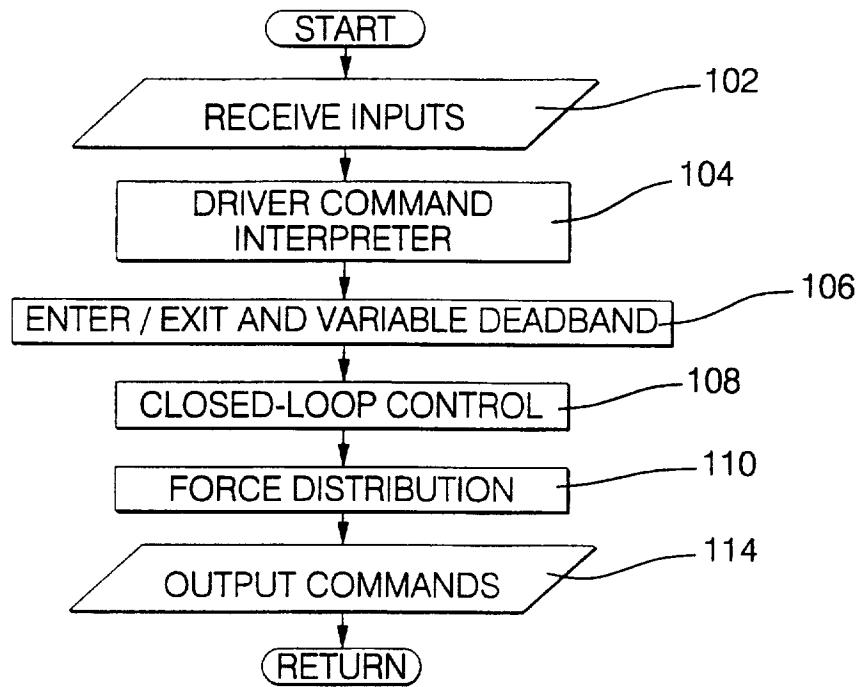 START
RECEIVE INPUTS
102
DRIVER COMMAND
INTERPRETER
104
ENTER / EXIT AND VARIABLE DEADBAND
106
CLOSED-LOOP CONTROL
108
FORCE DISTRIBUTION
110
OUTPUT COMMANDS
114
RETURN